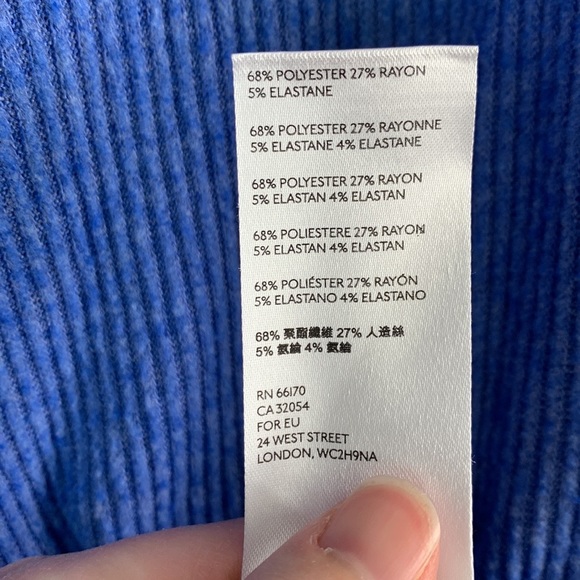 68% POLYESTER 27% RAYON
5% ELASTANE
68% POLYESTER 27% RAYONNE
5% ELASTANE 4% ELASTANE
68% POLYESTER 27% RAYON
5% ELASTAN 4% ELASTAN
68% POLIESTERE 27% RAYON
5% ELASTAN 4% ELASTAN
68% POLIÉSTER 27% RAYÓN
5% ELASTANO 4% ELASTANO
68% 聚酯纖維 27% 人造絲
5% 氨綸 4% 氨綸
RN 66170
CA 32054
FOR EU
24 WEST STREET
LONDON, WC2H9NA